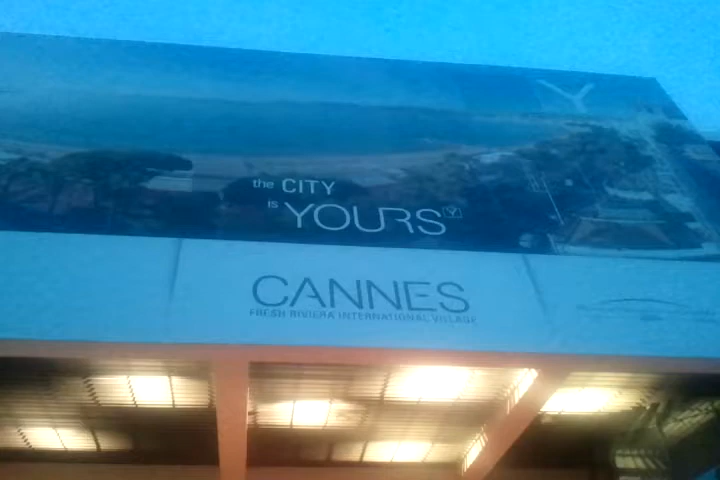 the CITY
is YOURS
CANNES
FRESH RIVIERA INTERNATIONAL VILLAGE